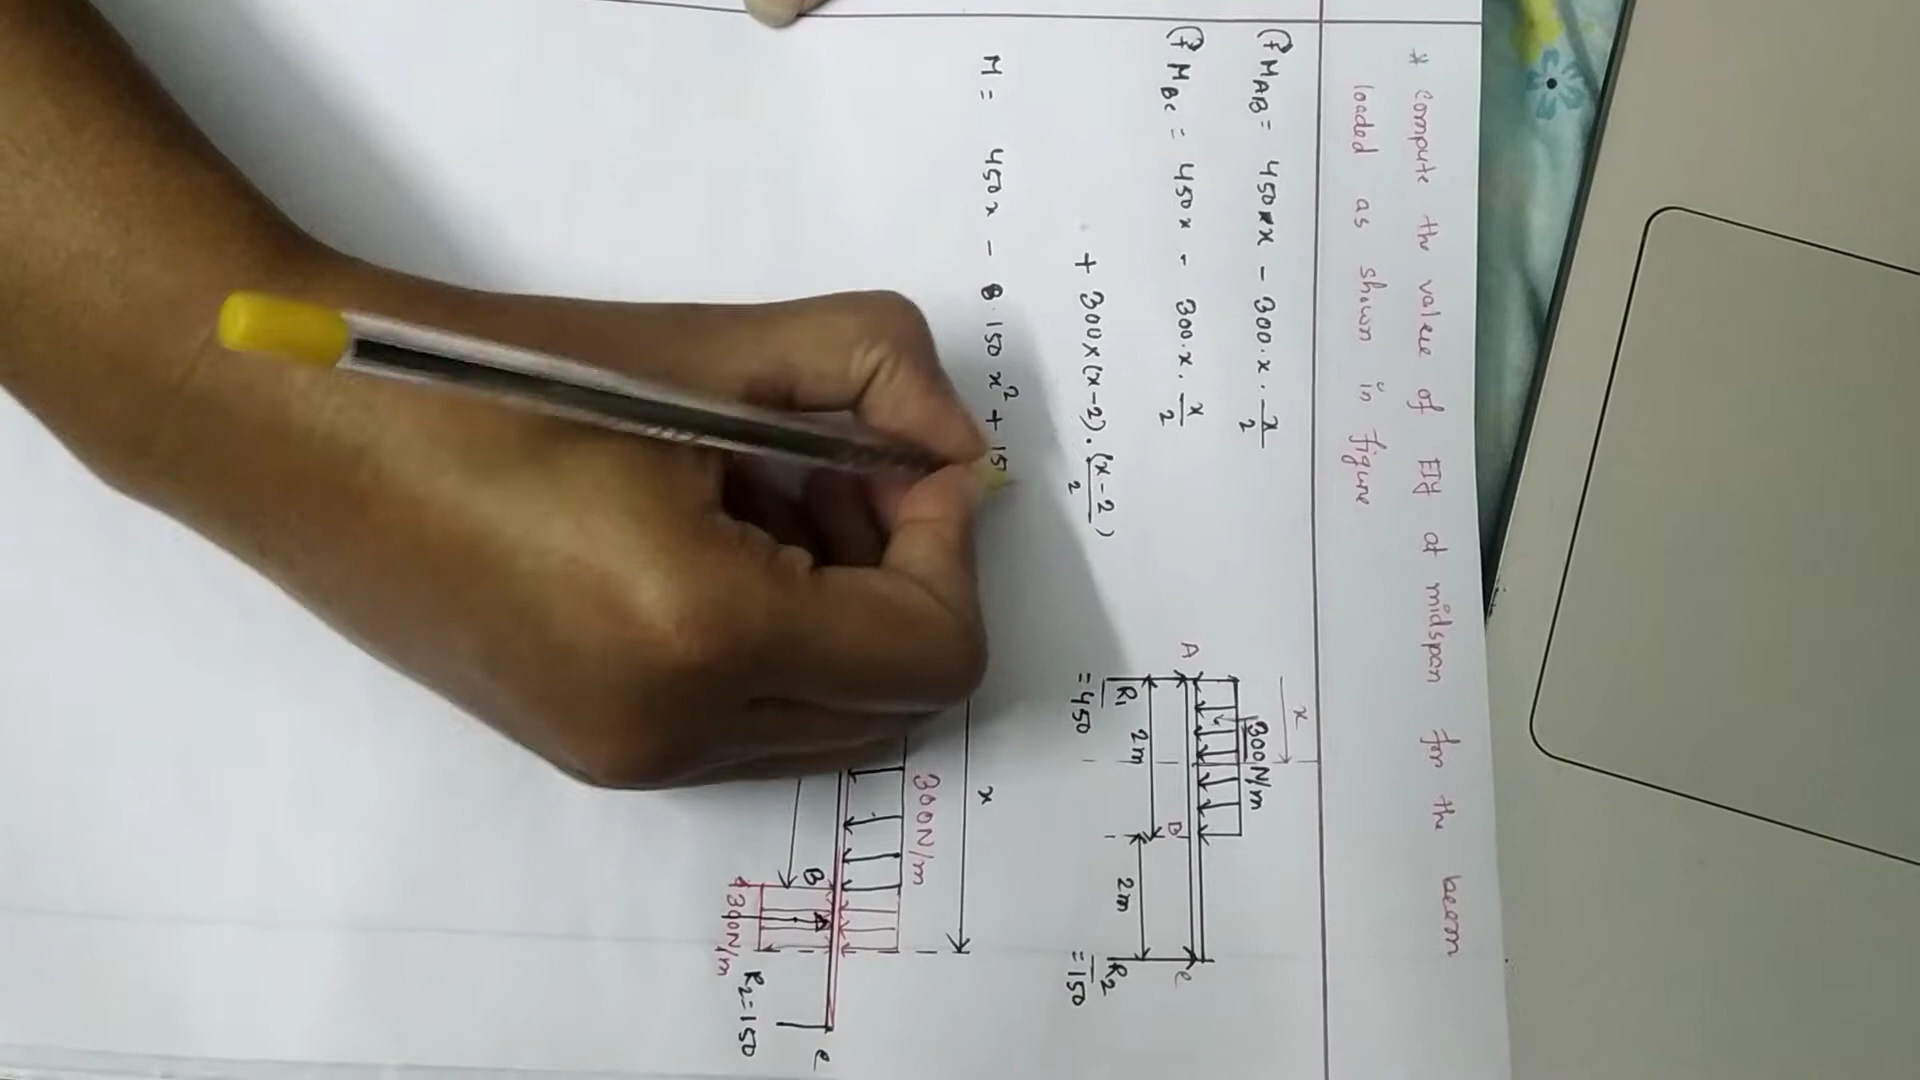 * Compute the value of EIy at midspan for the beam
loaded as shown in figure
M_AB = 450x - 300·x·x/2
M_BC = 450x - 300·x·x/2
+ 300×(x-2)·(x-2)/2
M = 450x - 150x² + 15
x
300N/m
A
B
C
R₁
= 450
2m
2m
R₂
= 150
x
300N/m
B
300N/m
R₂=150
C